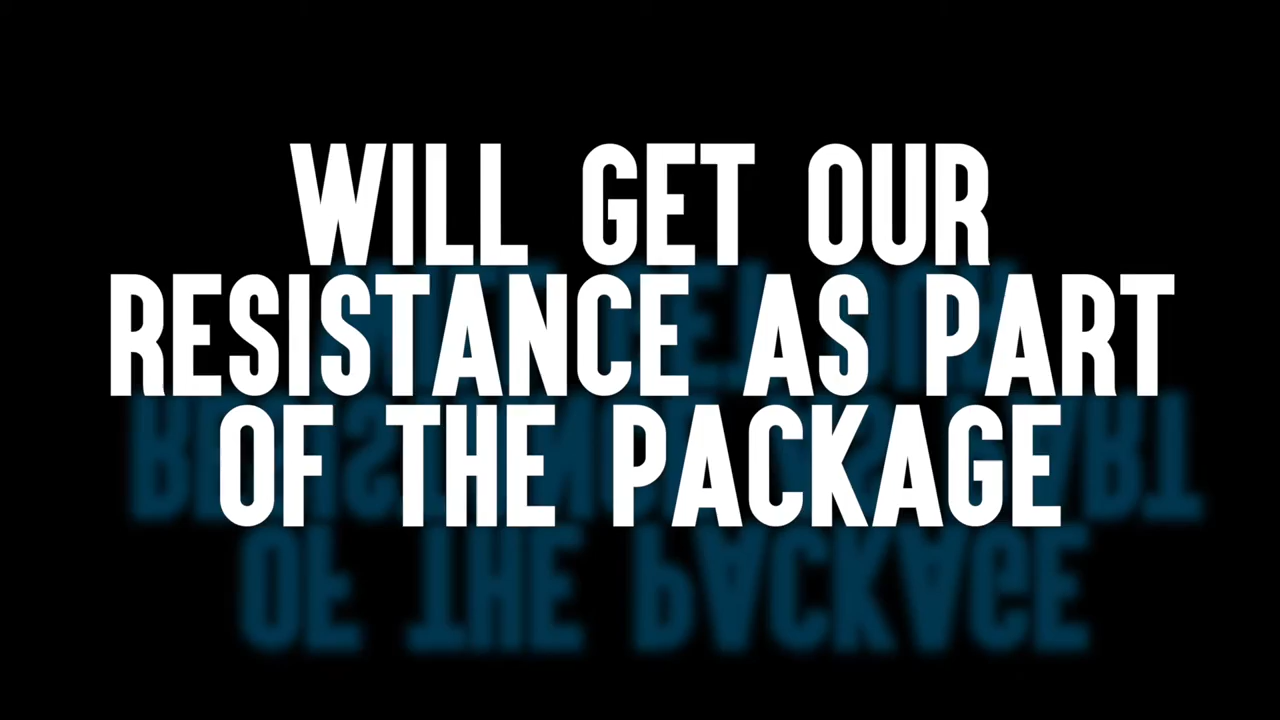 WILL GET OUR
RESISTANCE AS PART
OF THE PACKAGE